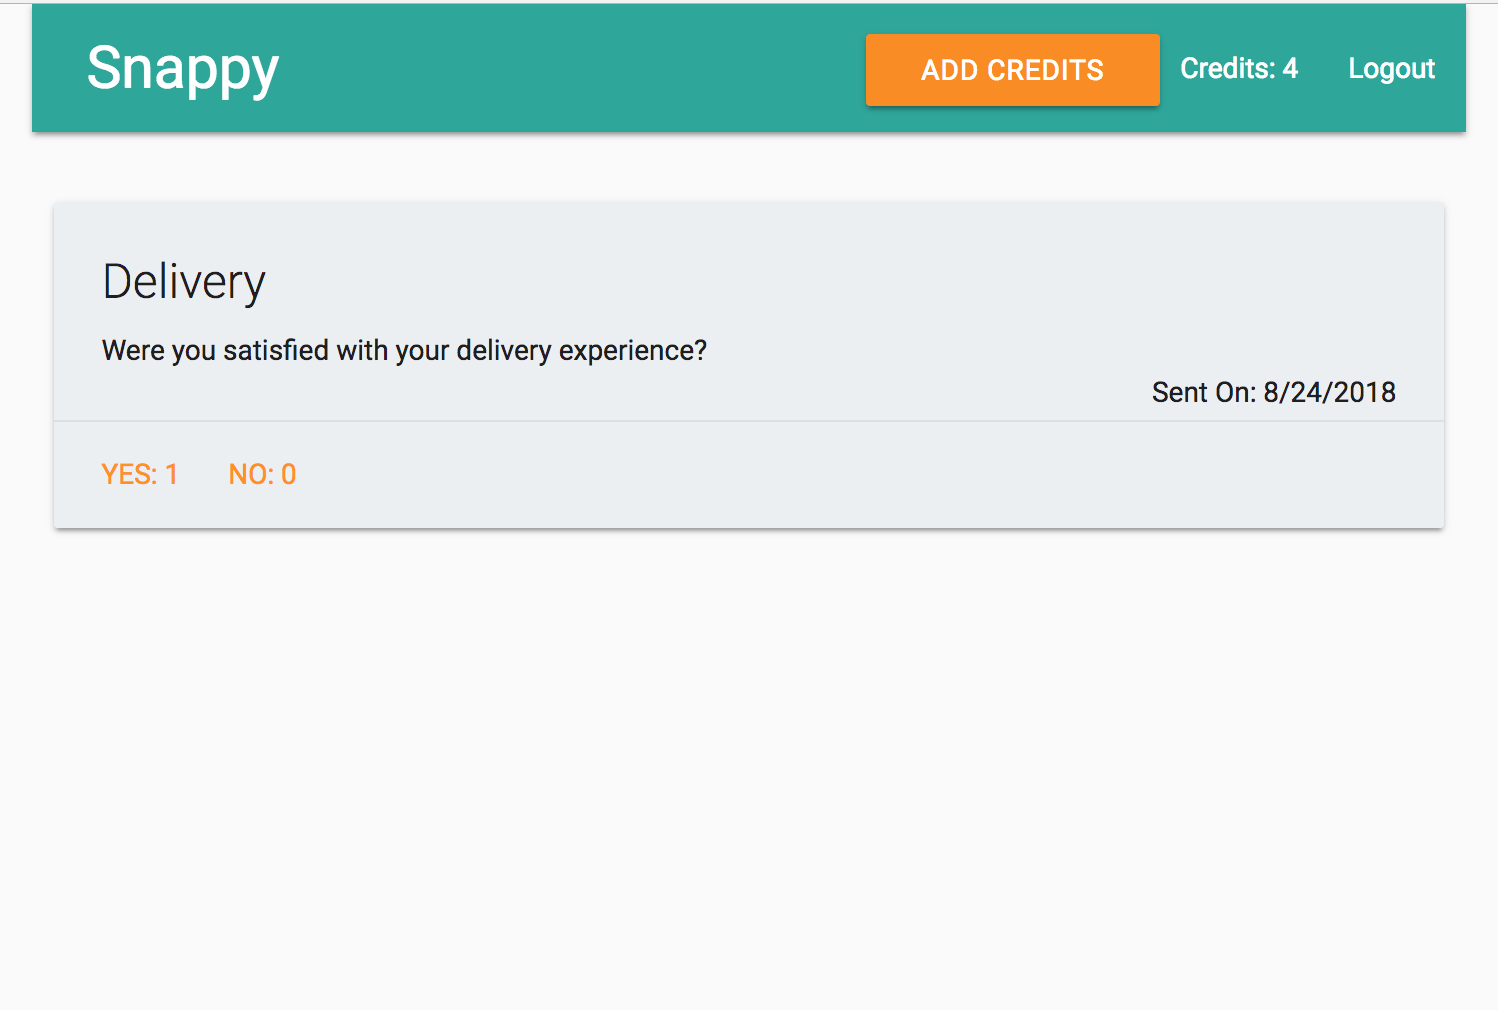 Snappy
ADD CREDITS
Credits: 4
Logout
Delivery
Were you satisfied with your delivery experience?
Sent On: 8/24/2018
YES: 1 NO: 0